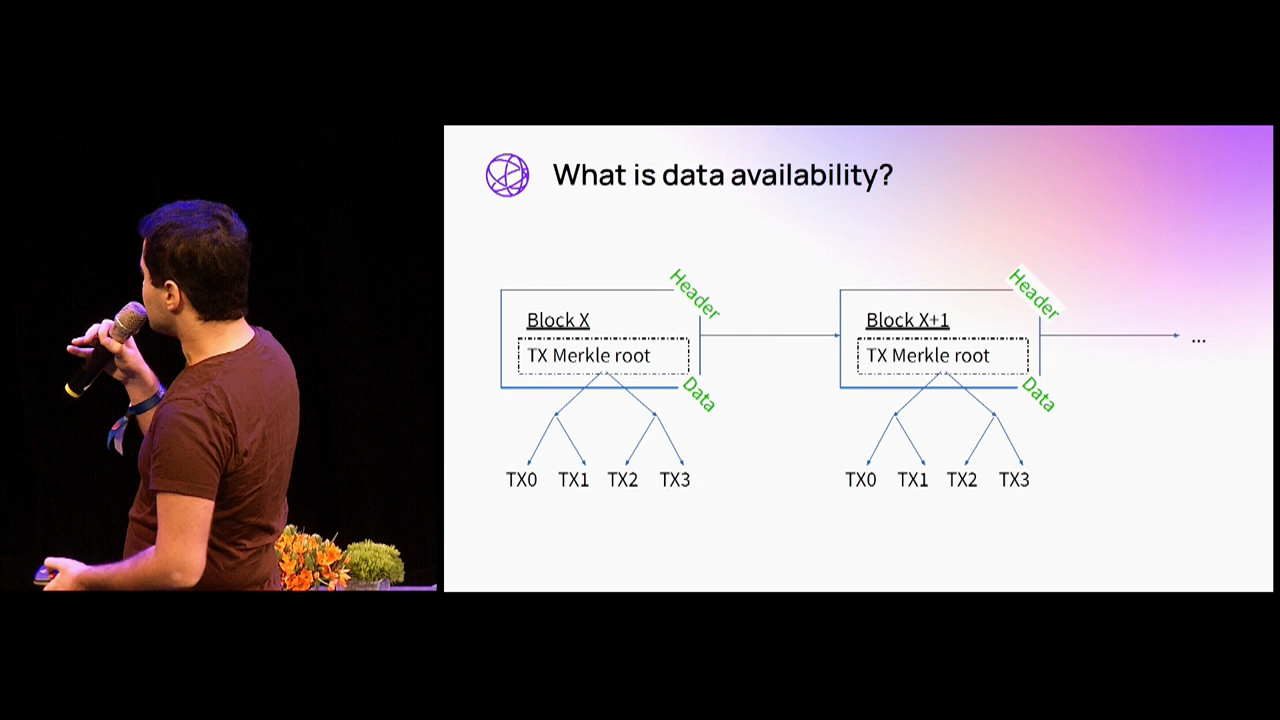 What is data availability?
Header
Block X
TX Merkle root
Data
TX0 TX1 TX2 TX3
Header
Block X+1
TX Merkle root
Data
TX0 TX1 TX2 TX3
...